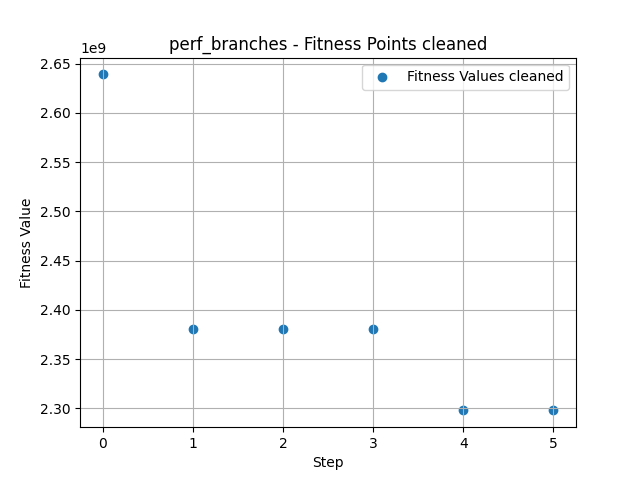 perf_branches - Fitness Points cleaned
1e9
Fitness Values cleaned
2.65
2.60
2.55
2.50
2.45
2.40
2.35
2.30
Fitness Value
0 1 2 3 4 5
Step